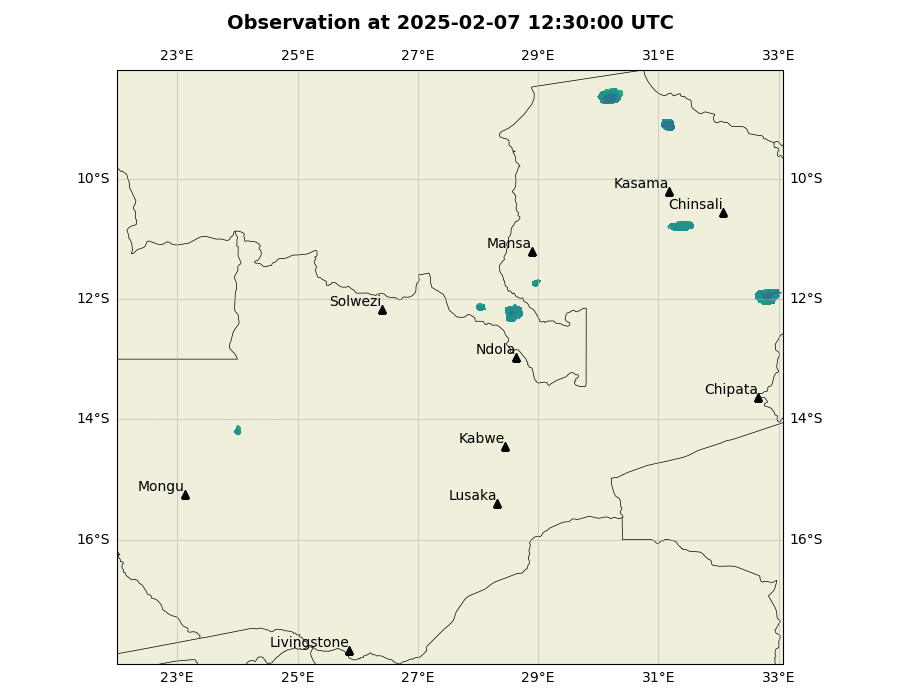 Observation at 2025-02-07 12:30:00 UTC
23°E 25°E 27°E 29°E 31°E 33°E
10°S 10°S
Kasama
Chinsali
Mansa
12°S 12°S
Solwezi
Ndola
Chipata
14°S 14°S
Kabwe
Mongu
Lusaka
16°S 16°S
Livingstone
23°E 25°E 27°E 29°E 31°E 33°E